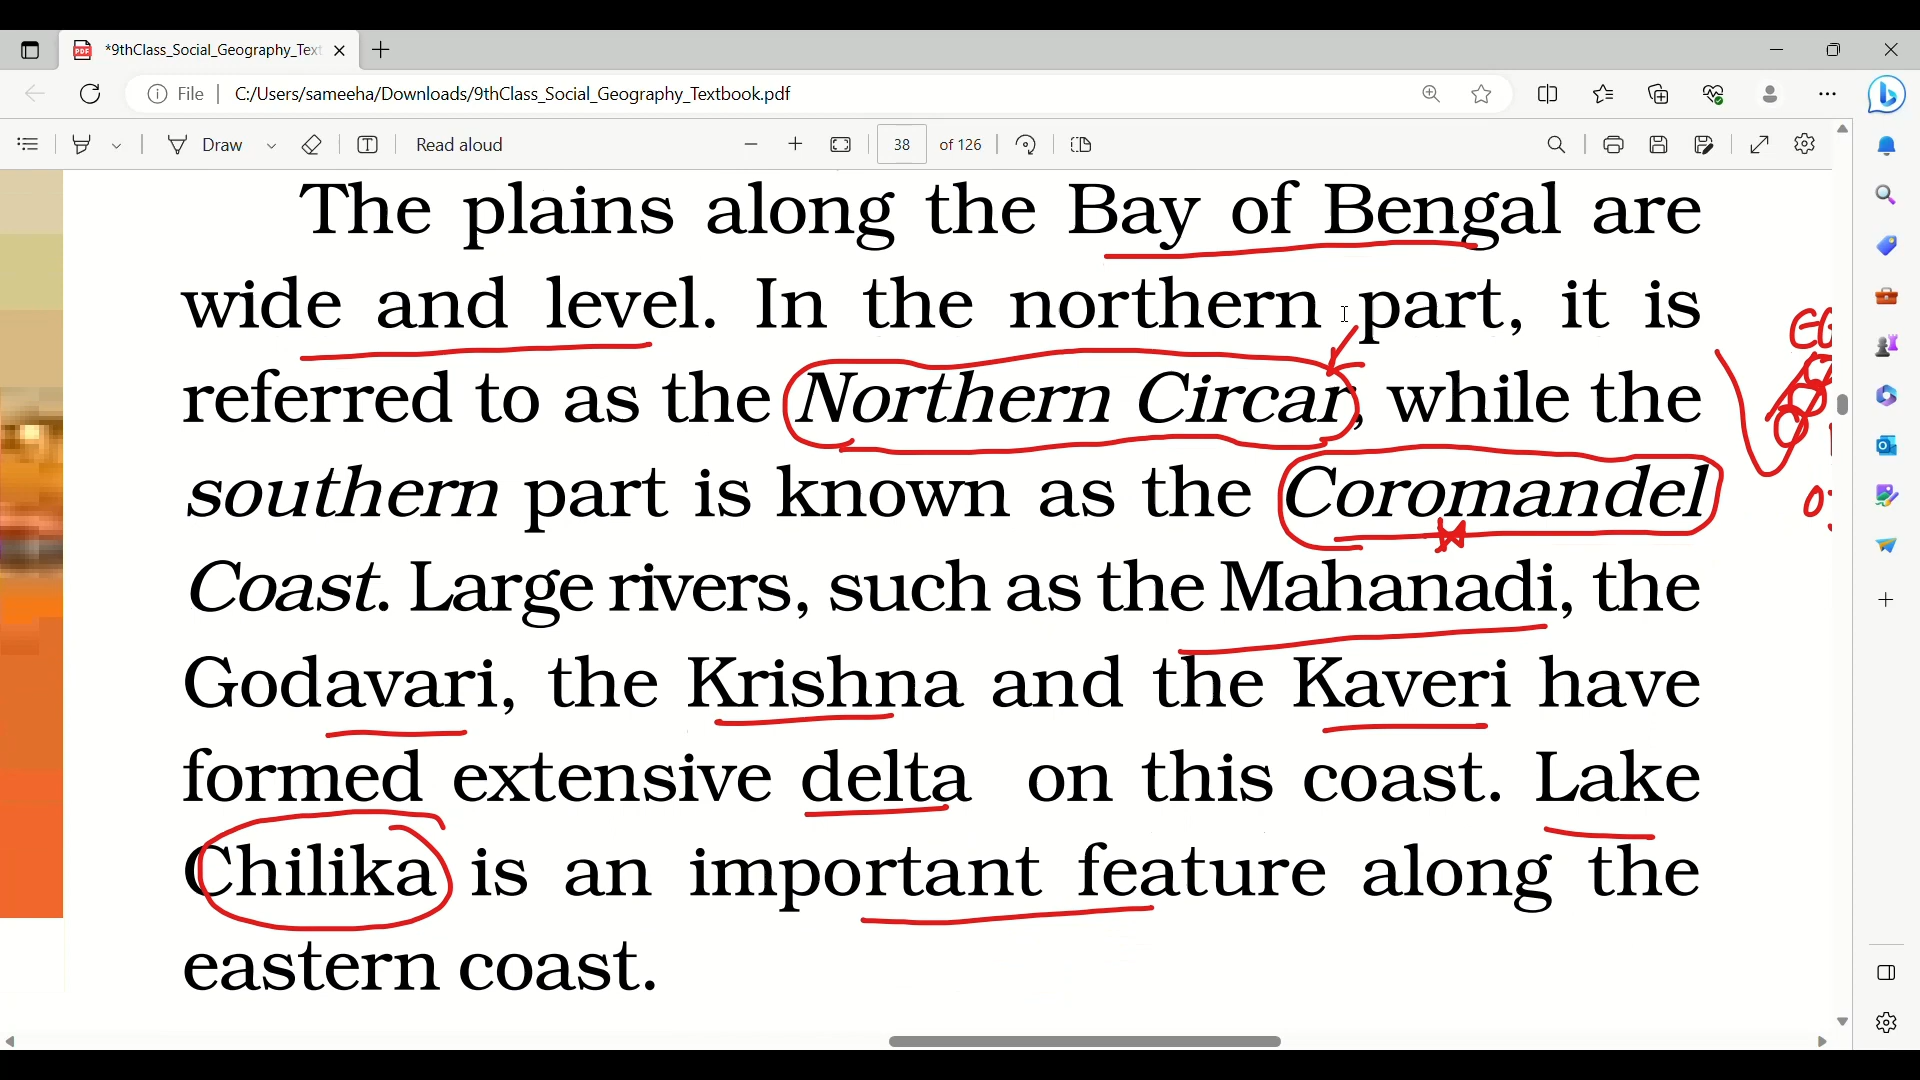 *9thClass_Social_Geography_Text
File C:/Users/sameeha/Downloads/9thClass_Social_Geography_Textbook.pdf
Draw Read aloud 38 of 126
The plains along the Bay of Bengal are
wide and level. In the northern part, it is
referred to as the Northern Circar, while the
southern part is known as the Coromandel
Coast. Large rivers, such as the Mahanadi, the
Godavari, the Krishna and the Kaveri have
formed extensive delta on this coast. Lake
Chilika is an important feature along the
eastern coast.